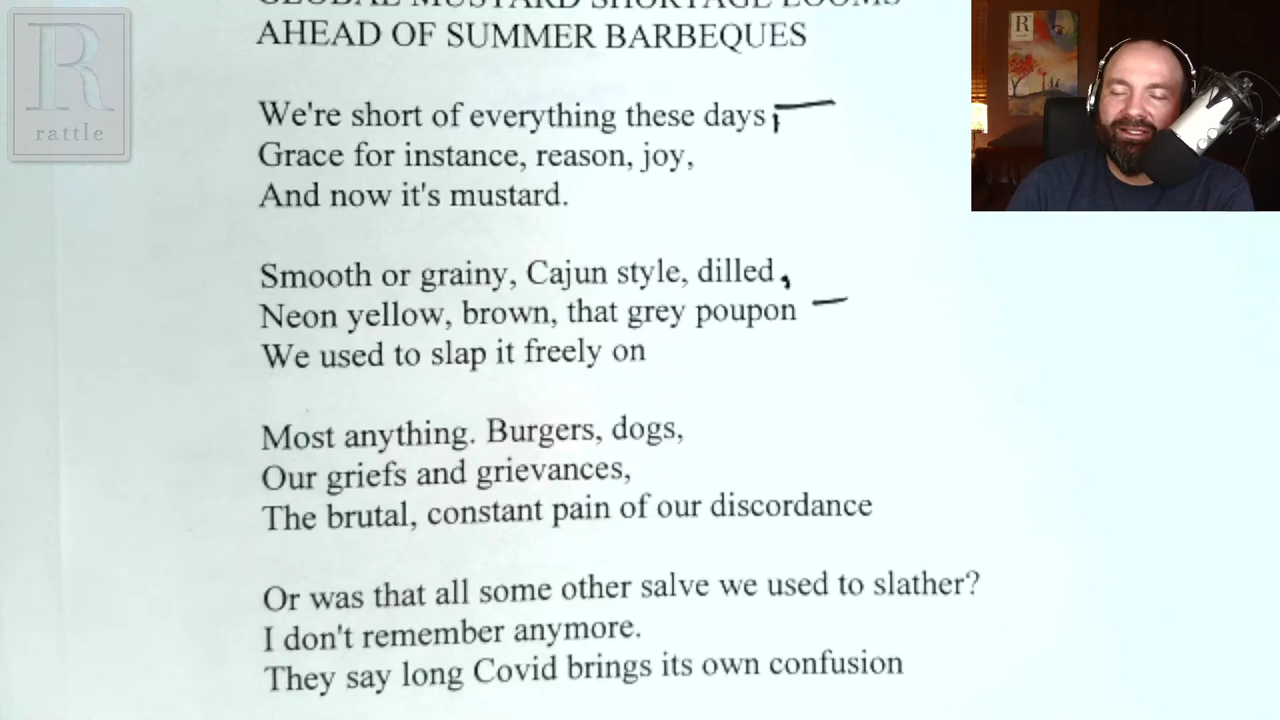 GLOBAL MUSTARD SHORTAGE LOOMS
AHEAD OF SUMMER BARBEQUES
We're short of everything these days, —
Grace for instance, reason, joy,
And now it's mustard.
Smooth or grainy, Cajun style, dilled,
Neon yellow, brown, that grey poupon —
We used to slap it freely on
Most anything. Burgers, dogs,
Our griefs and grievances,
The brutal, constant pain of our discordance
Or was that all some other salve we used to slather?
I don't remember anymore.
They say long Covid brings its own confusion
R
rattle
R